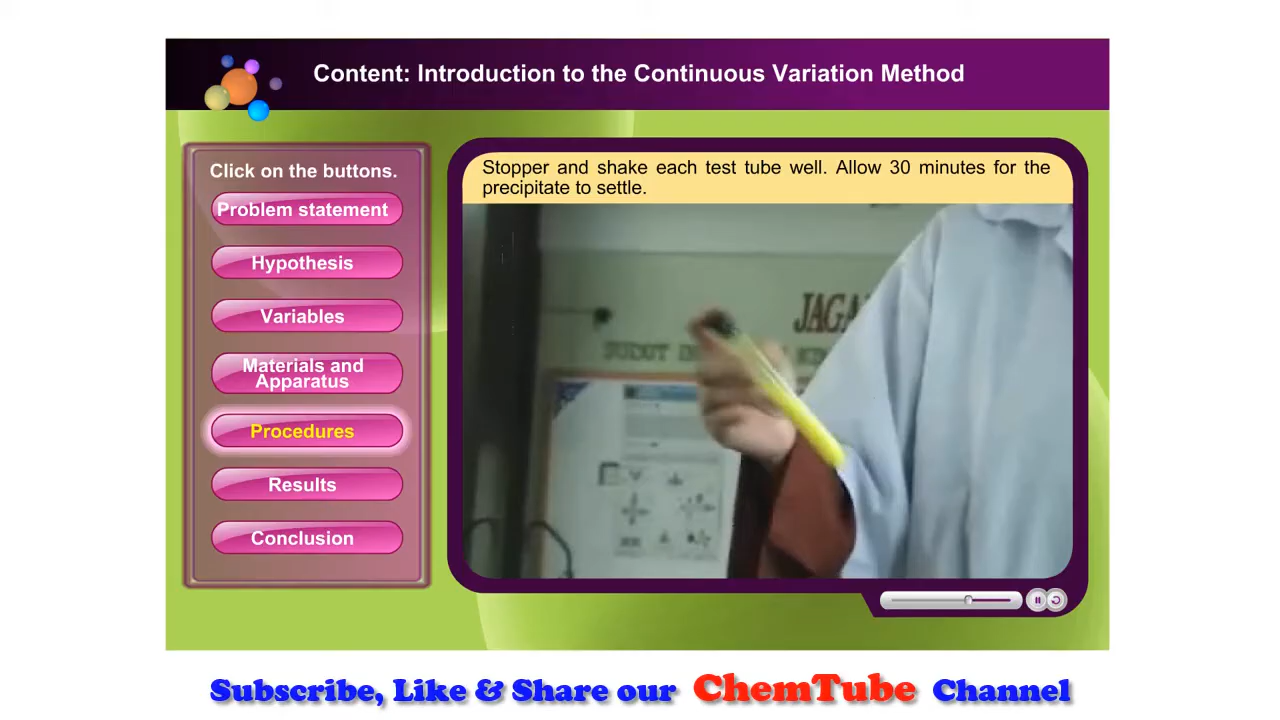 Content: Introduction to the Continuous Variation Method
Click on the buttons.
Problem statement
Hypothesis
Variables
Materials and
Apparatus
Procedures
Results
Conclusion
Stopper and shake each test tube well. Allow 30 minutes for the
precipitate to settle.
JAGA
Subscribe, Like & Share our ChemTube Channel